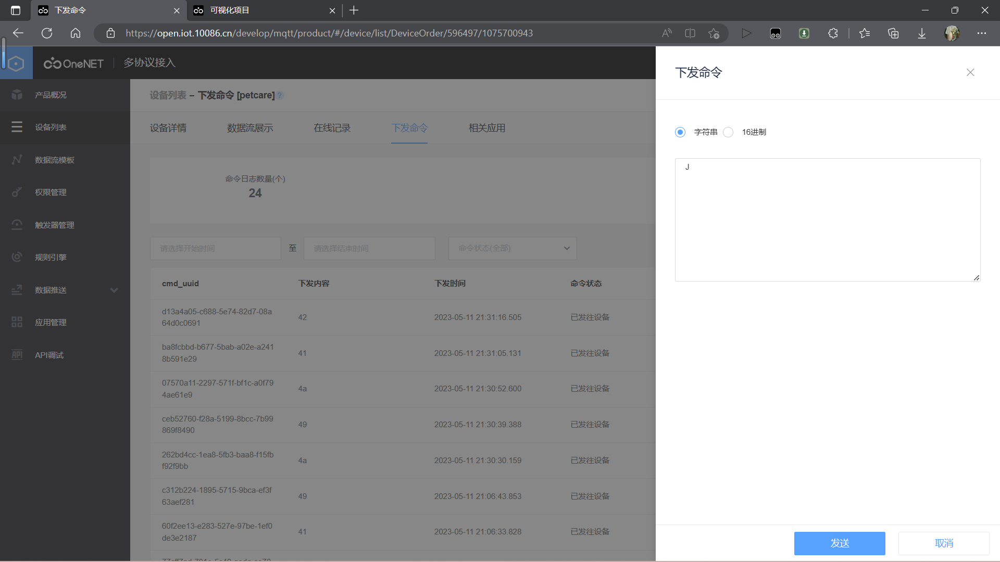 下发命令
可视化项目
https://open.iot.10086.cn/develop/mqtt/product/#/device/list/DeviceOrder/596497/1075700943
OneNET
多协议接入
产品概况
设备列表
数据流模板
权限管理
触发器管理
规则引擎
数据推送
应用管理
API调试
设备列表 – 下发命令 [petcare] ?
设备详情 数据流展示 在线记录 下发命令 相关应用
命令日志数量(个)
24
请选择开始时间 至 请选择结束时间 命令状态(全部)
cmd_uuid 下发内容 下发时间 命令状态
d13a4a05-c688-5e74-82d7-08a
64d0c0691
42 2023-05-11 21:31:16.505 已发往设备
ba8fcbbd-b677-5bab-a02e-a241
8b591e29
41 2023-05-11 21:31:05.131 已发往设备
07570a11-2297-571f-bf1c-a0f79
4ae61e9
4a 2023-05-11 21:30:52.600 已发往设备
ceb52760-f28a-5199-8bcc-7b99
869f8490
49 2023-05-11 21:30:39.388 已发往设备
262bd4cc-1ea8-5fb3-baa8-f15fb
f92f9bb
4a 2023-05-11 21:30:30.159 已发往设备
c312b224-1895-5715-9bca-ef3f
63aef281
49 2023-05-11 21:06:43.853 已发往设备
60f2ee13-e283-527e-97be-1ef0
de3e2187
41 2023-05-11 21:06:33.828 已发往设备
下发命令
字符串 16进制
J
发送 取消